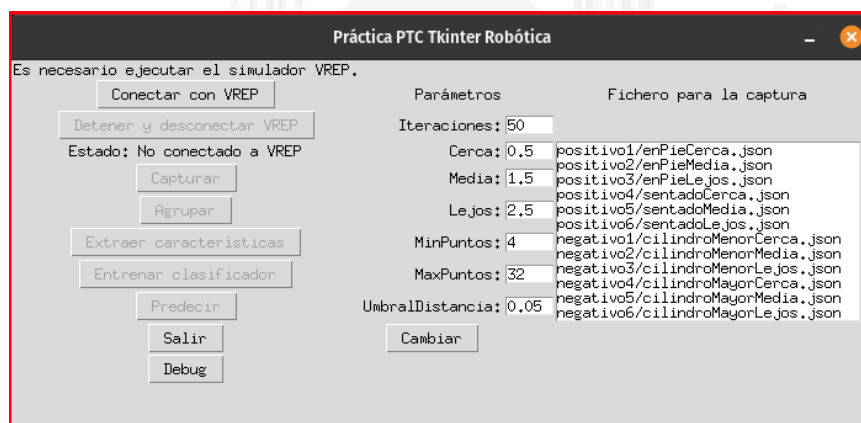 Práctica PTC Tkinter Robótica
Es necesario ejecutar el simulador VREP.
Conectar con VREP
Detener y desconectar VREP
Estado: No conectado a VREP
Capturar
Agrupar
Extraer características
Entrenar clasificador
Predecir
Salir
Debug
Parámetros
Iteraciones: 50
Cerca: 0.5
Media: 1.5
Lejos: 2.5
MinPuntos: 4
MaxPuntos: 32
UmbralDistancia: 0.05
Cambiar
Fichero para la captura
positivo1/enPieCerca.json
positivo2/enPieMedia.json
positivo3/enPieLejos.json
positivo4/sentadoCerca.json
positivo5/sentadoMedia.json
positivo6/sentadoLejos.json
negativo1/cilindroMenorCerca.json
negativo2/cilindroMenorMedia.json
negativo3/cilindroMenorLejos.json
negativo4/cilindroMayorCerca.json
negativo5/cilindroMayorMedia.json
negativo6/cilindroMayorLejos.json